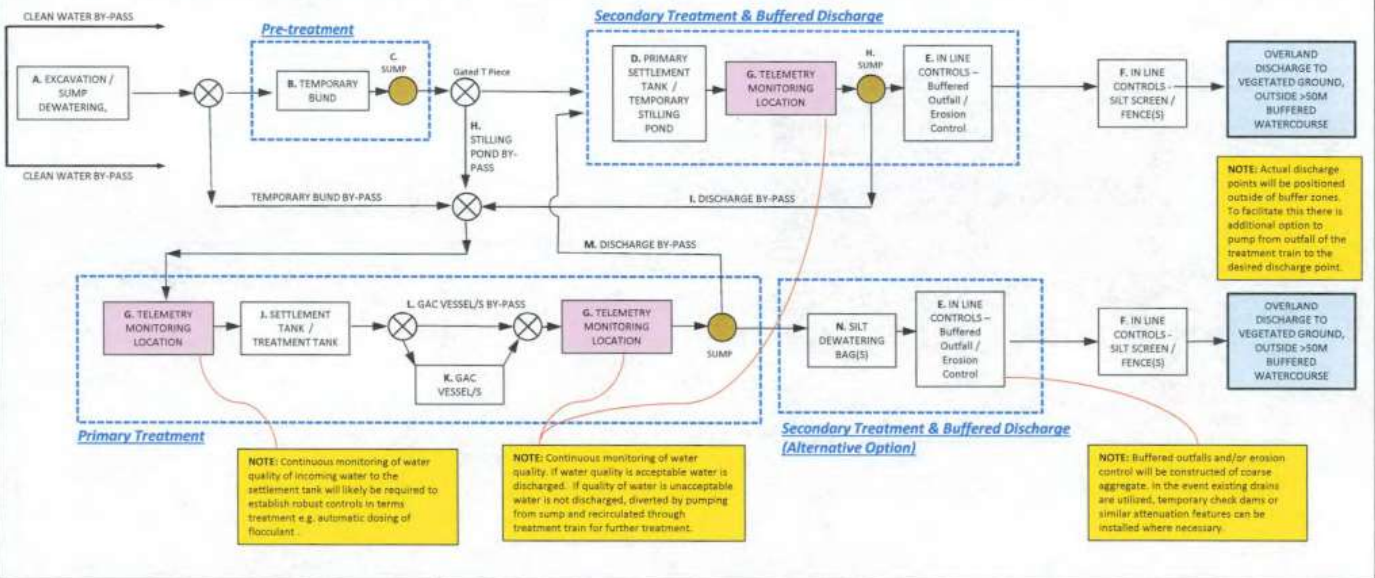 CLEAN WATER BY-PASS
Pre-treatment
Secondary Treatment & Buffered Discharge
A. EXCAVATION /
SUMP
DEWATERING,
B. TEMPORARY
BUND
C.
SUMP
Gated T Piece
D. PRIMARY
SETTLEMENT
TANK /
TEMPORARY
STILLING
POND
G. TELEMETRY
MONITORING
LOCATION
H.
SUMP
E. IN LINE
CONTROLS –
Buffered
Outfall /
Erosion
Control
F. IN LINE
CONTROLS -
SILT SCREEN /
FENCE(S)
OVERLAND
DISCHARGE TO
VEGETATED GROUND,
OUTSIDE >50M
BUFFERED
WATERCOURSE
H.
STILLING
POND BY-
PASS
CLEAN WATER BY-PASS
TEMPORARY BUND BY-PASS
I. DISCHARGE BY-PASS
NOTE: Actual discharge
points will be positioned
outside of buffer zones.
To facilitate this there is
additional option to
pump from outfall of the
treatment train to the
desired discharge point.
M. DISCHARGE BY-PASS
G. TELEMETRY
MONITORING
LOCATION
J. SETTLEMENT
TANK /
TREATMENT TANK
L. GAC VESSEL/S BY-PASS
K. GAC
VESSEL/S
G. TELEMETRY
MONITORING
LOCATION
SUMP
N. SILT
DEWATERING
BAG(S)
E. IN LINE
CONTROLS –
Buffered
Outfall /
Erosion
Control
F. IN LINE
CONTROLS -
SILT SCREEN /
FENCE(S)
OVERLAND
DISCHARGE TO
VEGETATED GROUND,
OUTSIDE >50M
BUFFERED
WATERCOURSE
Primary Treatment
Secondary Treatment & Buffered Discharge
(Alternative Option)
NOTE: Continuous monitoring of water
quality of incoming water to the
settlement tank will likely be required to
establish robust controls in terms
treatment e.g. automatic dosing of
flocculant .
NOTE: Continuous monitoring of water
quality. If water quality is acceptable water is
discharged. If quality of water is unacceptable
water is not discharged, diverted by pumping
from sump and recirculated through
treatment train for further treatment.
NOTE: Buffered outfalls and/or erosion
control will be constructed of coarse
aggregate. In the event existing drains
are utilized, temporary check dams or
similar attenuation features can be
installed where necessary.